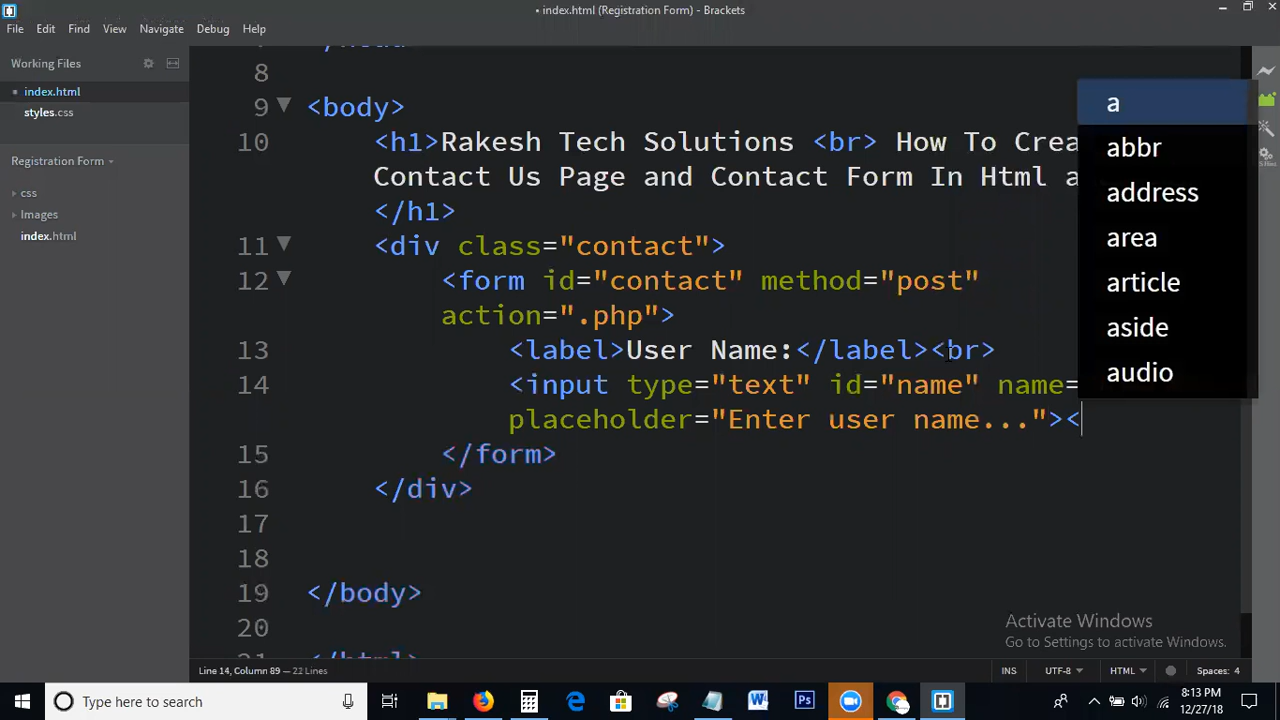 • index.html (Registration Form) - Brackets
File Edit Find View Navigate Debug Help
Working Files
• index.html
styles.css
Registration Form
css
Images
index.html
8
9 <body>
10 <h1>Rakesh Tech Solutions <br> How To Crea
Contact Us Page and Contact Form In Html a
</h1>
11 <div class="contact">
12 <form id="contact" method="post"
action=".php">
13 <label>User Name:</label><br>
14 <input type="text" id="name" name=
placeholder="Enter user name..."><
15 </form>
16 </div>
17
18
19 </body>
20
a
abbr
address
area
article
aside
audio
Activate Windows
Go to Settings to activate Windows.
Line 14, Column 89 — 22 Lines
INS UTF-8 HTML Spaces: 4
Type here to search
8:13 PM
12/27/18